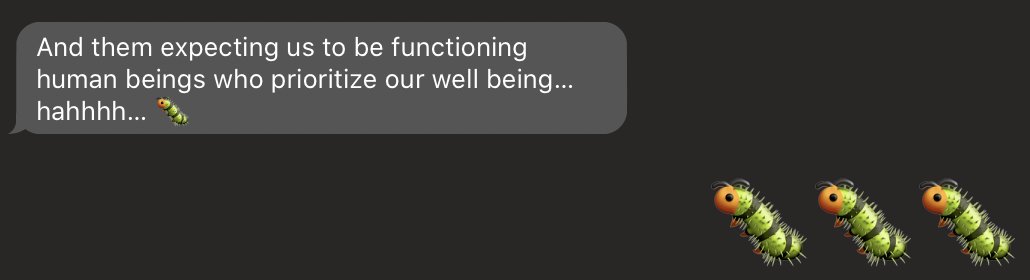 And them expecting us to be functioning
human beings who prioritize our well being...
hahhhh... 🐛
🐛🐛🐛